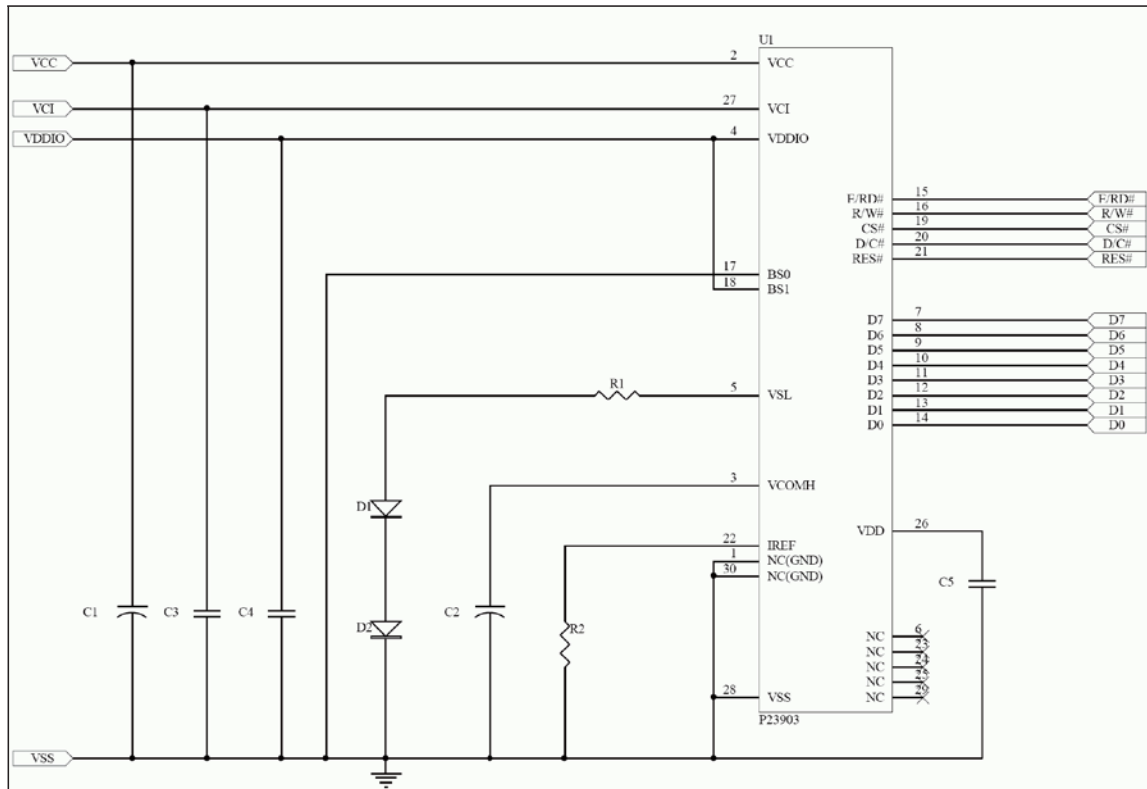 U1
VCC 2 VCC
VCI 27 VCI
VDDIO 4 VDDIO
E/RD# 15 E/RD#
R/W# 16 R/W#
CS# 19 CS#
D/C# 20 D/C#
RES# 21 RES#
17 BS0
18 BS1
D7 7 D7
D6 8 D6
D5 9 D5
D4 10 D4
D3 11 D3
D2 12 D2
D1 13 D1
D0 14 D0
R1 5 VSL
3 VCOMH
D1
VDD 26
22 IREF
1 NC(GND)
30 NC(GND)
C5
C1 C3 C4 D2 C2 R2
NC 6
NC 23
NC 24
NC 25
NC 29
28 VSS
P23903
VSS